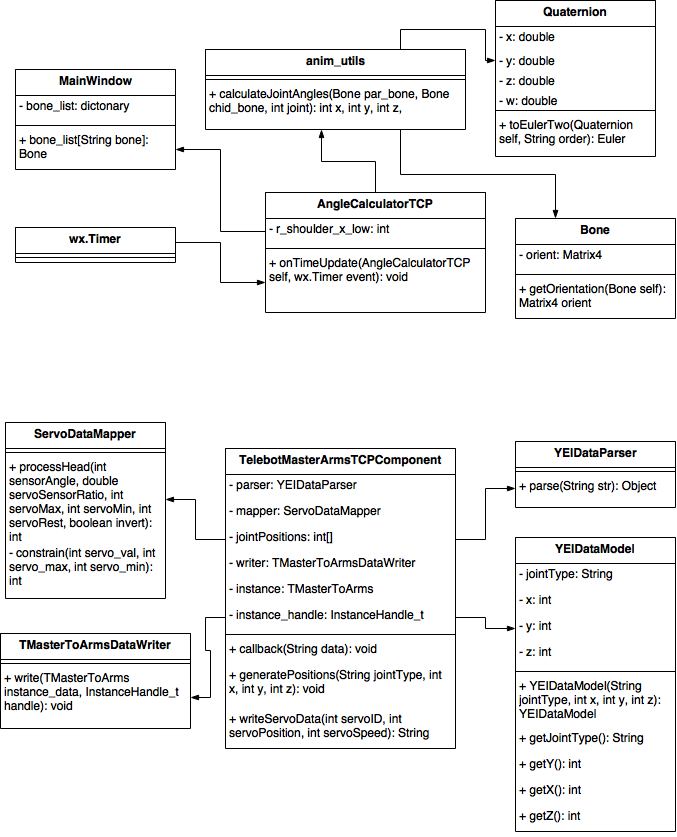 Quaternion
- x: double
- y: double
- z: double
- w: double
+ toEulerTwo(Quaternion
self, String order): Euler
anim_utils
+ calculateJointAngles(Bone par_bone, Bone
chid_bone, int joint): int x, int y, int z,
MainWindow
- bone_list: dictonary
+ bone_list[String bone]:
Bone
AngleCalculatorTCP
- r_shoulder_x_low: int
+ onTimeUpdate(AngleCalculatorTCP
self, wx.Timer event): void
wx.Timer
Bone
- orient: Matrix4
+ getOrientation(Bone self):
Matrix4 orient
ServoDataMapper
+ processHead(int
sensorAngle, double
servoSensorRatio, int
servoMax, int servoMin, int
servoRest, boolean invert):
int
- constrain(int servo_val, int
servo_max, int servo_min):
int
TelebotMasterArmsTCPComponent
- parser: YEIDataParser
- mapper: ServoDataMapper
- jointPositions: int[]
- writer: TMasterToArmsDataWriter
- instance: TMasterToArms
- instance_handle: InstanceHandle_t
+ callback(String data): void
+ generatePositions(String jointType, int
x, int y, int z): void
+ writeServoData(int servoID, int
servoPosition, int servoSpeed): String
YEIDataParser
+ parse(String str): Object
YEIDataModel
- jointType: String
- x: int
- y: int
- z: int
+ YEIDataModel(String
jointType, int x, int y, int z):
YEIDataModel
+ getJointType(): String
+ getY(): int
+ getX(): int
+ getZ(): int
TMasterToArmsDataWriter
+ write(TMasterToArms
instance_data, InstanceHandle_t
handle): void